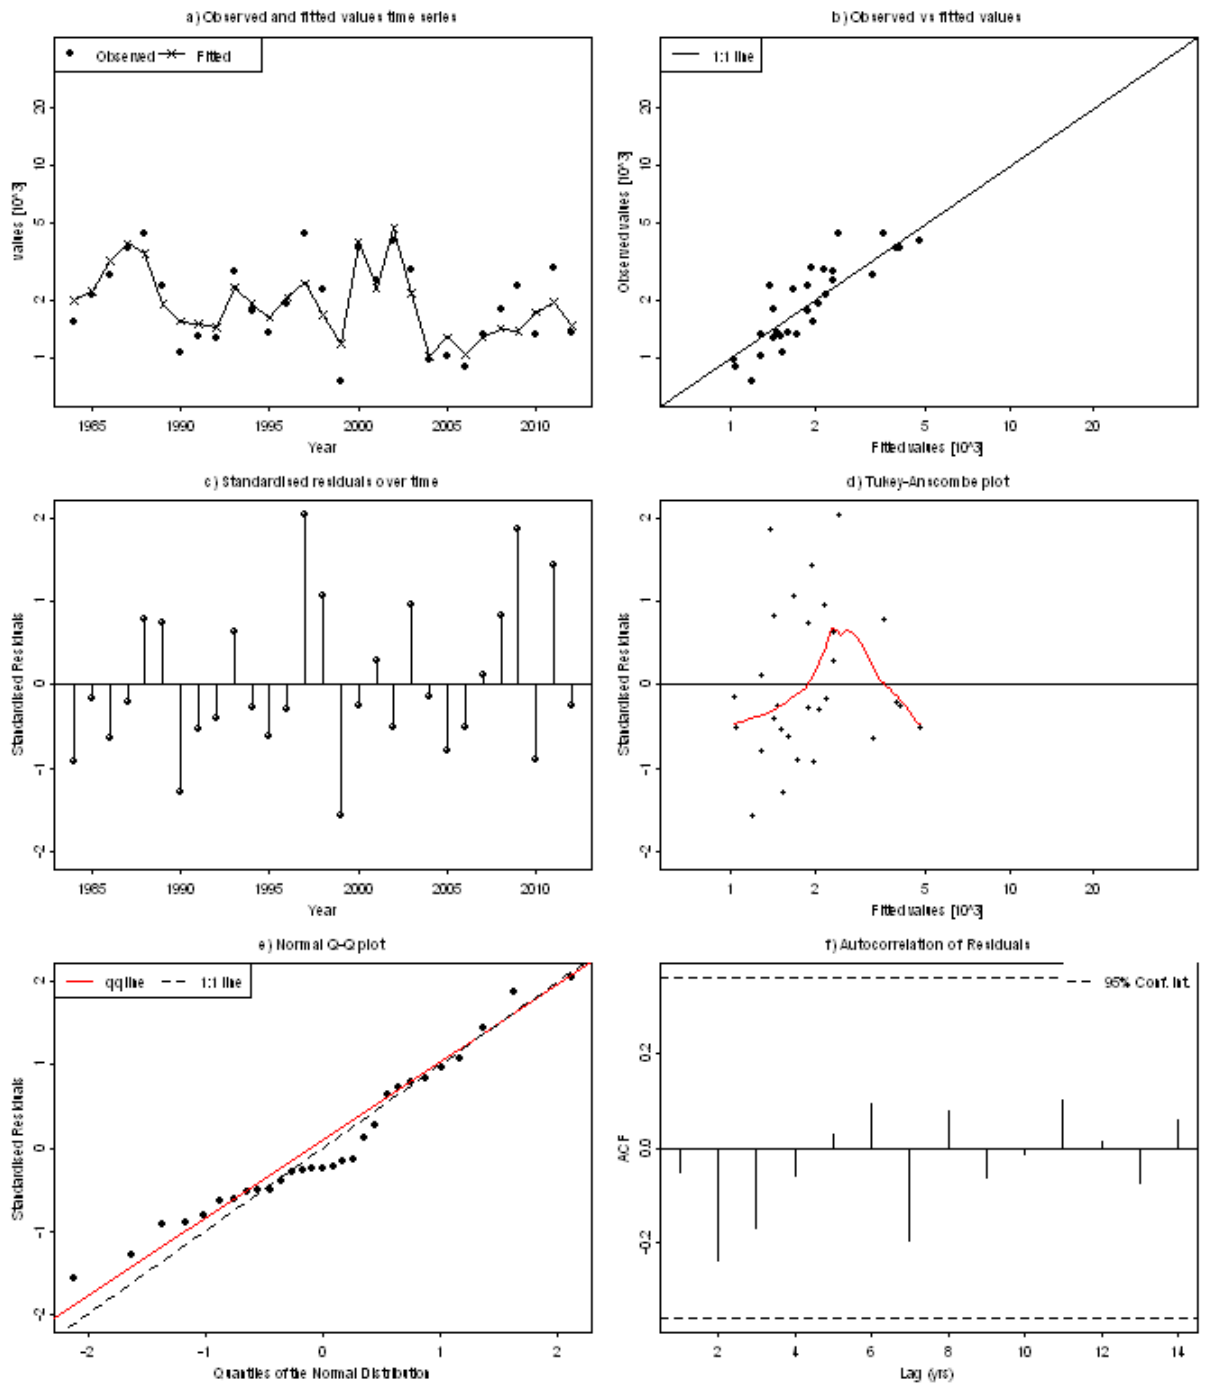 a) Observed and fitted values time series
Observed Fitted
values [10^3]
20
10
5
2
1
1985 1990 1995 2000 2005 2010
Year
b) Observed vs fitted values
1:1 line
Observed values [10^3]
20
10
5
2
1
1 2 5 10 20
Fitted values [10^3]
c) Standardised residuals over time
Standardised Residuals
2
1
0
-1
-2
1985 1990 1995 2000 2005 2010
Year
d) Tukey-Anscombe plot
Standardised Residuals
2
1
0
-1
-2
1 2 5 10 20
Fitted values [10^3]
e) Normal Q-Q plot
qq line 1:1 line
Standardised Residuals
2
1
0
-1
-2
-2 -1 0 1 2
Quantiles of the Normal Distribution
f) Autocorrelation of Residuals
95% Conf. Int.
ACF
0.2
0.0
-0.2
2 4 6 8 10 12 14
Lag (yrs)